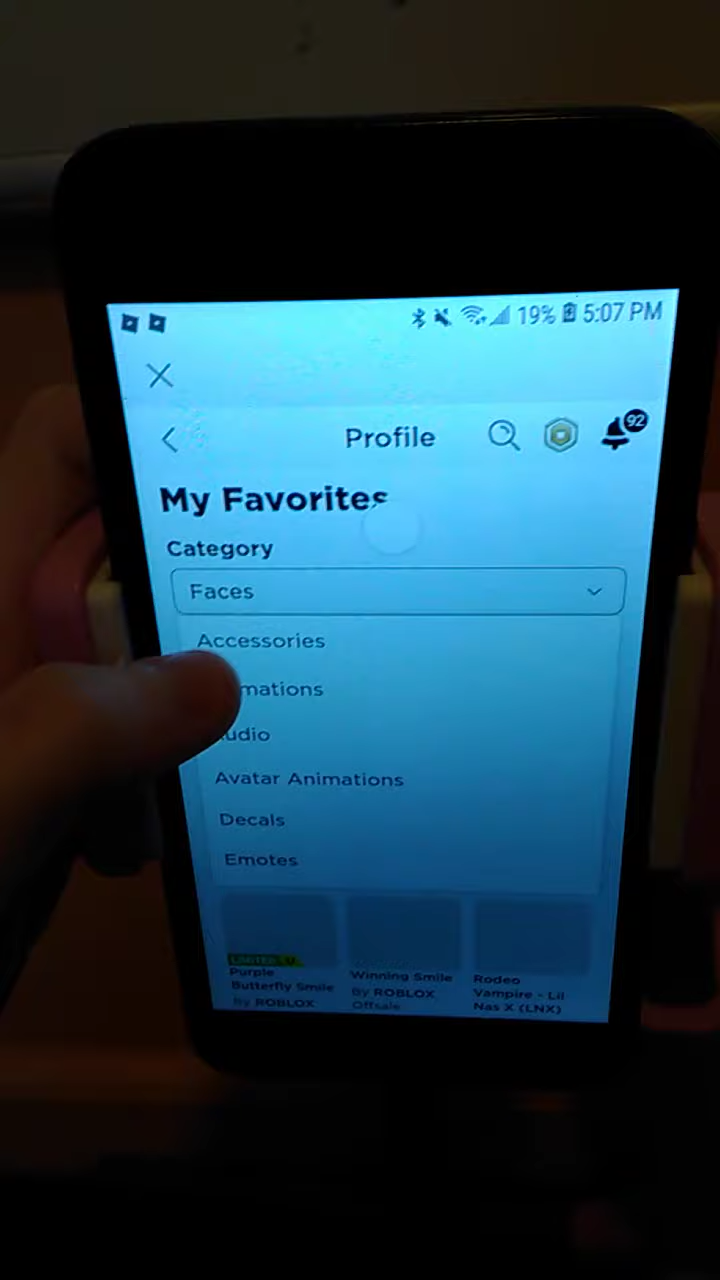 19% 5:07 PM
Profile
92
My Favorites
Category
Faces
Accessories
mations
udio
Avatar Animations
Decals
Emotes
Purple
Butterfly Smile
By ROBLOX
Winning Smile
By ROBLOX
Offsale
Rodeo
Vampire - Lil
Nas X (LNX)